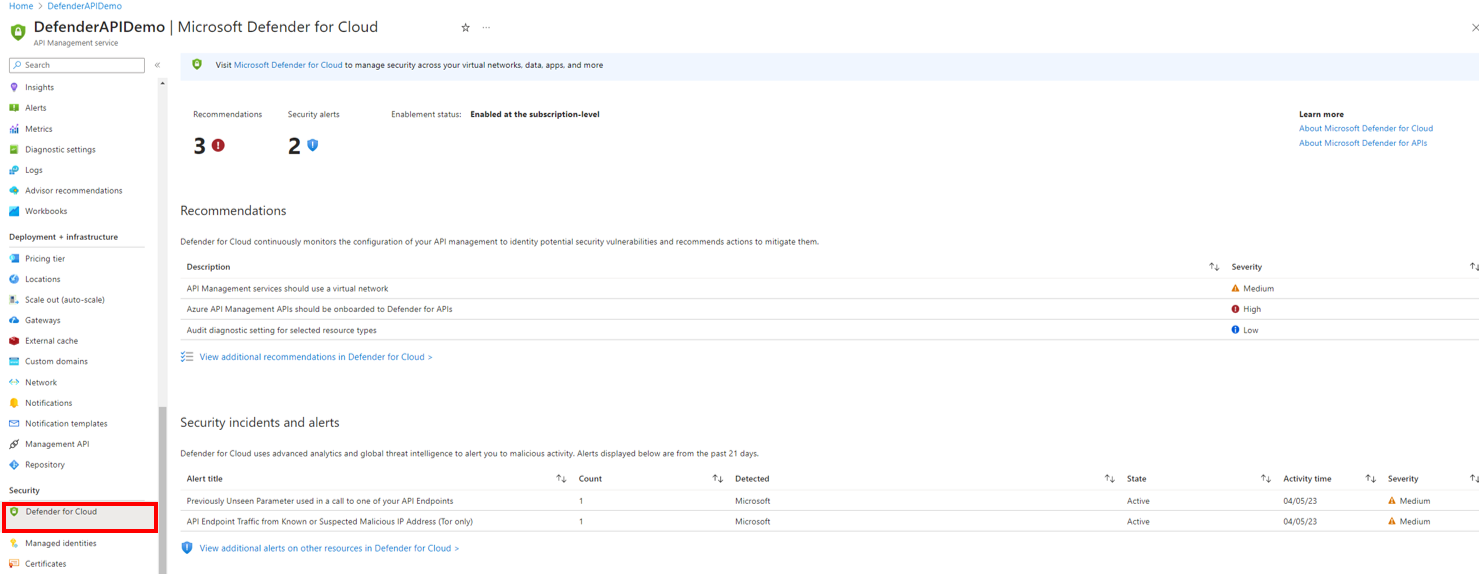 Home > DefenderAPIDemo
DefenderAPIDemo | Microsoft Defender for Cloud
API Management service
Search
Insights
Alerts
Metrics
Diagnostic settings
Logs
Advisor recommendations
Workbooks
Deployment + infrastructure
Pricing tier
Locations
Scale out (auto-scale)
Gateways
External cache
Custom domains
Network
Notifications
Notification templates
Management API
Repository
Security
Defender for Cloud
Managed identities
Certificates
Visit Microsoft Defender for Cloud to manage security across your virtual networks, data, apps, and more
Recommendations Security alerts Enablement status: Enabled at the subscription-level
3 2
Learn more
About Microsoft Defender for Cloud
About Microsoft Defender for APIs
Recommendations
Defender for Cloud continuously monitors the configuration of your API management to identity potential security vulnerabilities and recommends actions to mitigate them.
Description Severity
API Management services should use a virtual network Medium
Azure API Management APIs should be onboarded to Defender for APIs High
Audit diagnostic setting for selected resource types Low
View additional recommendations in Defender for Cloud >
Security incidents and alerts
Defender for Cloud uses advanced analytics and global threat intelligence to alert you to malicious activity. Alerts displayed below are from the past 21 days.
Alert title Count Detected State Activity time Severity
Previously Unseen Parameter used in a call to one of your API Endpoints 1 Microsoft Active 04/05/23 Medium
API Endpoint Traffic from Known or Suspected Malicious IP Address (Tor only) 1 Microsoft Active 04/05/23 Medium
View additional alerts on other resources in Defender for Cloud >